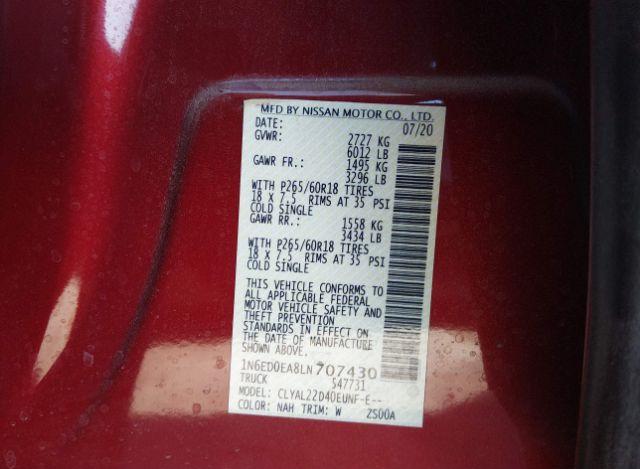 MFD BY NISSAN MOTOR CO., LTD.
DATE: 07/20
GVWR: 2727 KG
6012 LB
GAWR FR.: 1495 KG
3296 LB
WITH P265/60R18 TIRES
18 X 7.5 RIMS AT 35 PSI
COLD SINGLE
GAWR RR.: 1558 KG
3434 LB
WITH P265/60R18 TIRES
18 X 7.5 RIMS AT 35 PSI
COLD SINGLE
THIS VEHICLE CONFORMS TO
ALL APPLICABLE FEDERAL
MOTOR VEHICLE SAFETY AND
THEFT PREVENTION
STANDARDS IN EFFECT ON
THE DATE OF MANUFACTURE
SHOWN ABOVE.
1N6ED0EA8LN707430
TRUCK 547731
MODEL: CLYAL22D40EUNF-E--
COLOR: NAH TRIM: W 2S00A